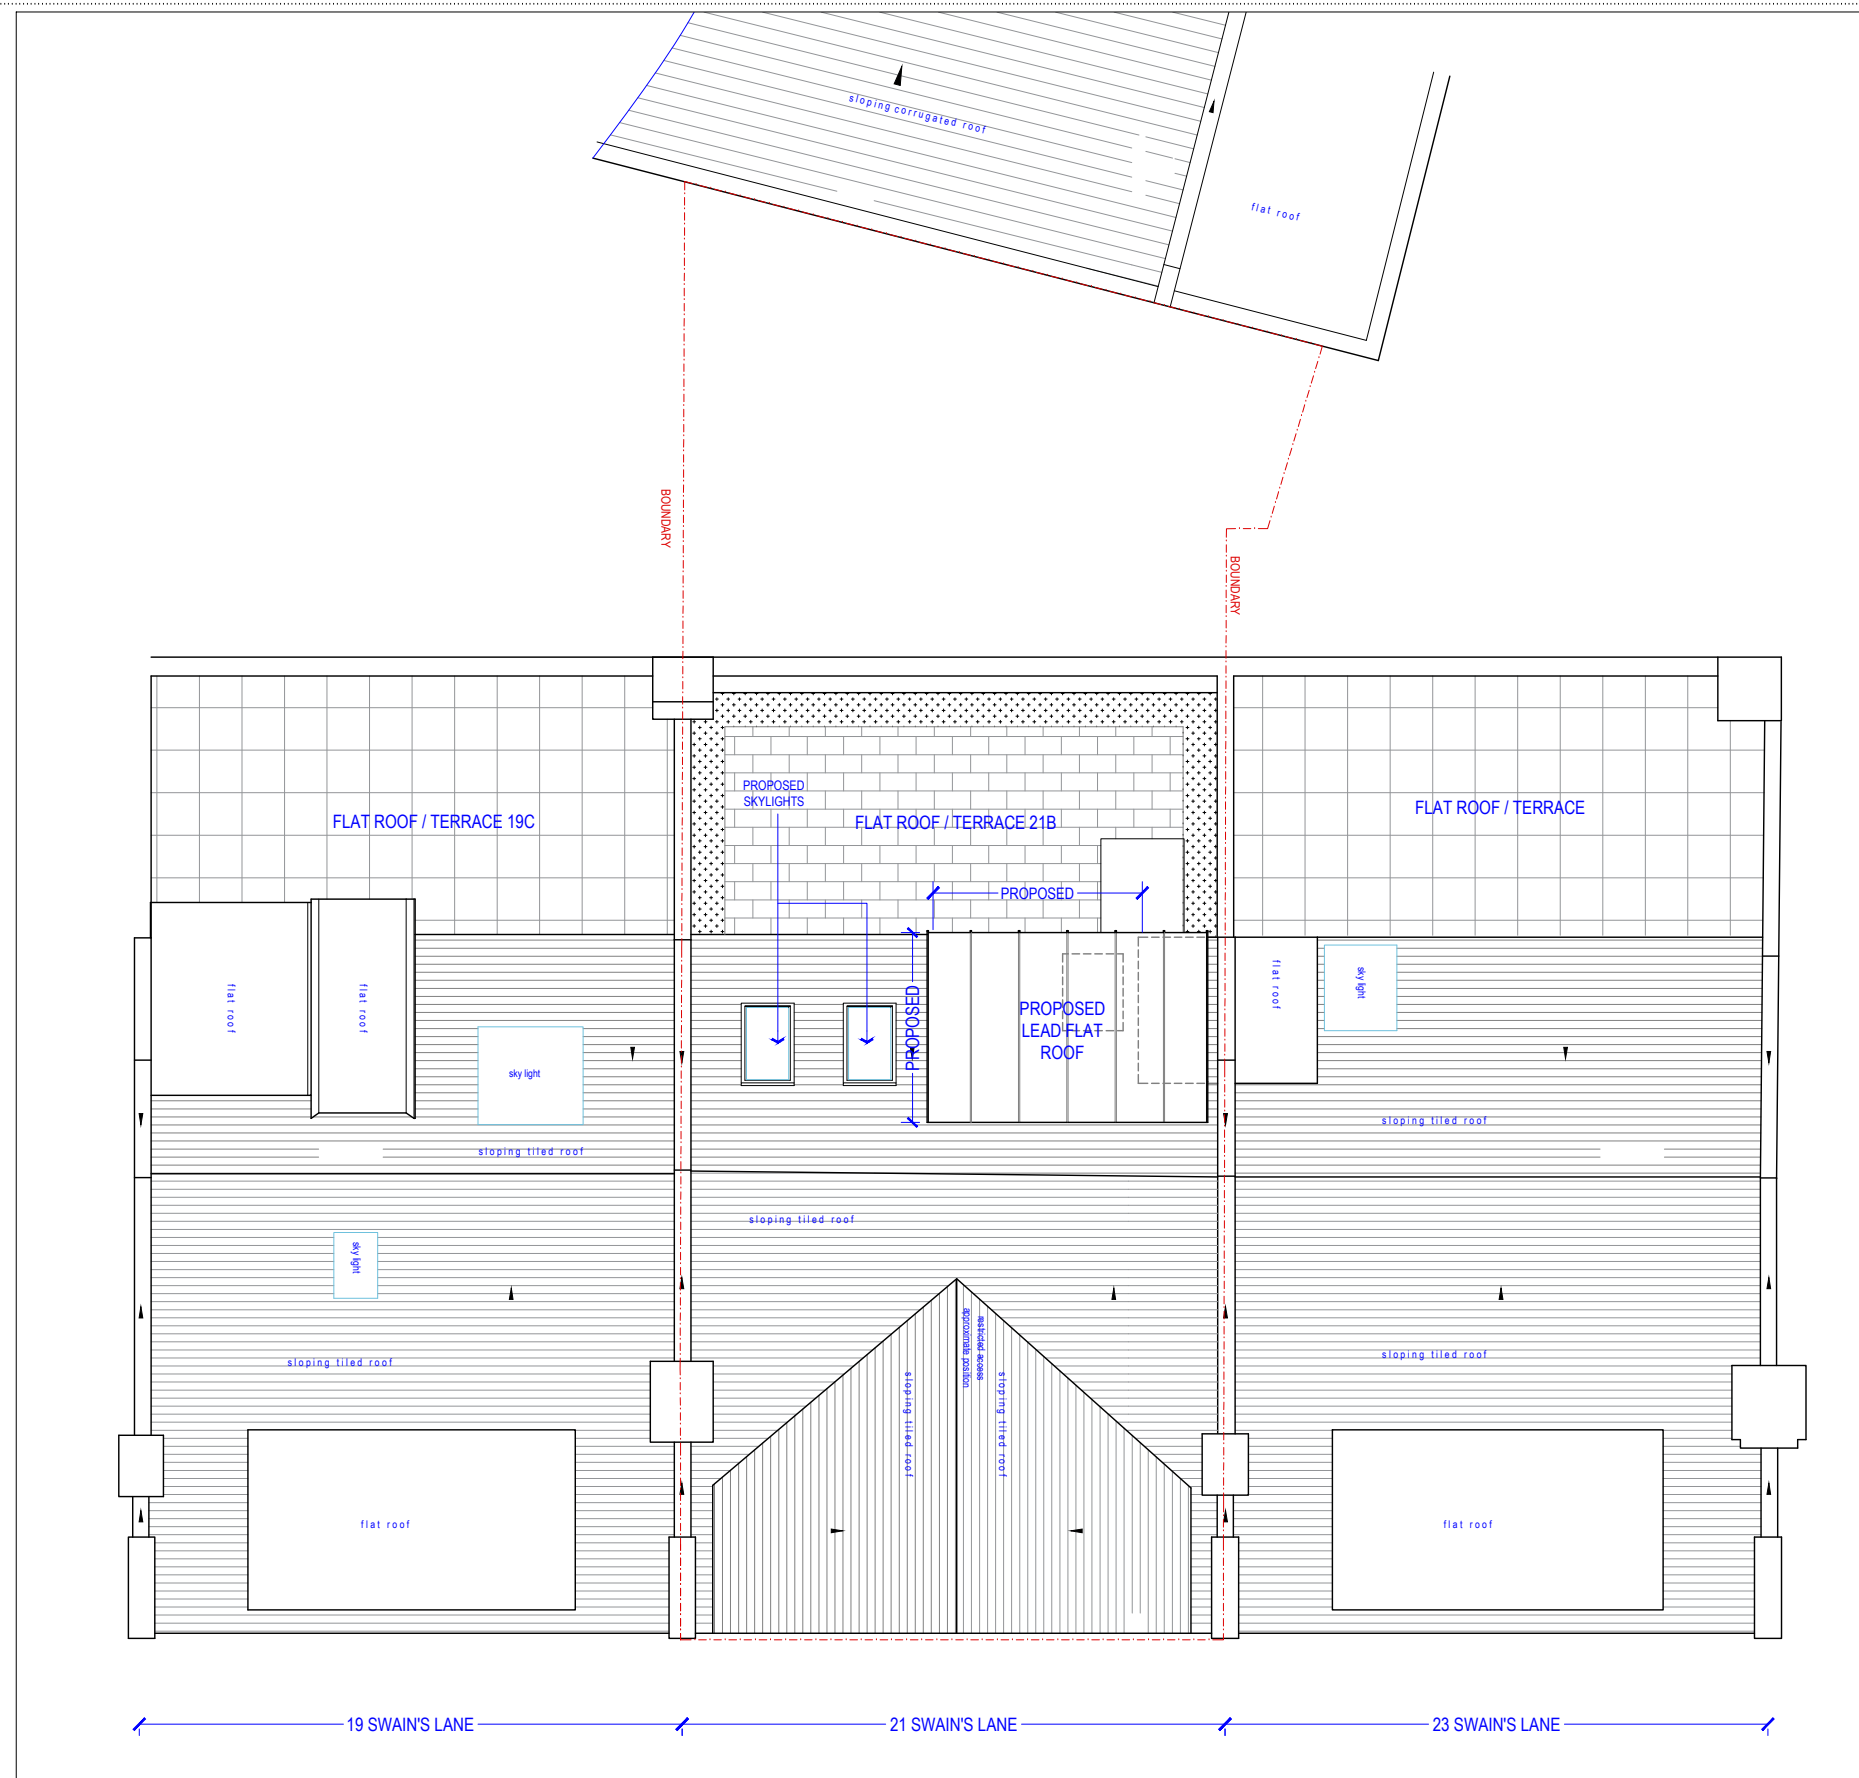 sloping corrugated roof
flat roof
BOUNDARY
BOUNDARY
PROPOSED
SKYLIGHTS
FLAT ROOF / TERRACE 19C
FLAT ROOF / TERRACE 21B
FLAT ROOF / TERRACE
PROPOSED
flat roof
flat roof
sky light
PROPOSED
PROPOSED
LEAD FLAT
ROOF
flat roof
sky light
sloping tiled roof
sloping tiled roof
sloping tiled roof
sky light
sloping tiled roof
restricted access
approximate position
sloping tiled roof
sloping tiled roof
sloping tiled roof
flat roof
flat roof
19 SWAIN'S LANE
21 SWAIN'S LANE
23 SWAIN'S LANE